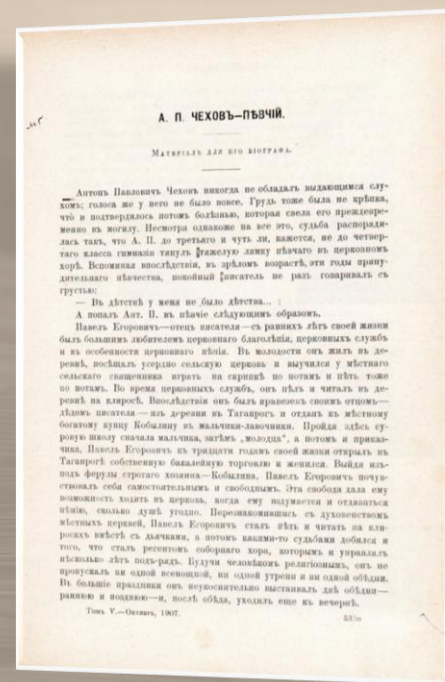 А. П. ЧЕХОВЪ—ПѢВЧІЙ.
Матеріалъ для его біографа.
Антонъ Павловичъ Чеховъ никогда не обладалъ выдающимся слу-
хомъ; голоса же у него не было вовсе. Грудь тоже была не крѣпка,
что̀ и подтвердилось потомъ болѣзнью, которая свела его преждевре-
менно въ могилу. Несмотря однакоже на все это, судьба распоряди-
лась такъ, что А. П. до третьяго и чуть ли, кажется, не до четвер-
таго класса гимназіи тянулъ тяжелую лямку пѣвчаго въ церковномъ
хорѣ. Вспоминая впослѣдствіи, въ зрѣломъ возрастѣ, эти годы прину-
дительнаго пѣвчества, покойный писатель не разъ говаривалъ съ
грустью:
— Въ дѣтствѣ у меня не было дѣтства...
А попалъ Ант. П. въ пѣвчіе слѣдующимъ образомъ.
Павелъ Егоровичъ—отецъ писателя—съ раннихъ лѣтъ своей жизни
былъ большимъ любителемъ церковнаго благолѣпія, церковныхъ службъ
и въ особенности церковнаго пѣнія. Въ молодости онъ жилъ въ де-
ревнѣ, посѣщалъ усердно сельскую церковь и выучился у мѣстнаго
сельскаго священника играть на скрипкѣ по нотамъ и пѣть тоже
по нотамъ. Во время церковныхъ службъ, онъ пѣлъ и читалъ въ де-
ревнѣ на клиросѣ. Впослѣдствіи онъ былъ привезенъ своимъ отцомъ—
дѣдомъ писателя—изъ деревни въ Таганрогъ и отданъ къ мѣстному
богатому купцу Кобылину въ мальчики-лавочники. Пройдя здѣсь су-
ровую школу сначала мальчика, затѣмъ „молодца", а потомъ и приказ-
чика, Павелъ Егоровичъ къ тридцати годамъ своей жизни открылъ въ
Таганрогѣ собственную бакалейную торговлю и женился. Выйдя изъ-
подъ ферулы строгаго хозяина—Кобылина, Павелъ Егоровичъ почув-
ствовалъ себя самостоятельнымъ и свободнымъ. Эта свобода дала ему
возможность ходить въ церковь, когда ему вздумается и отдаваться
пѣнію, сколько душѣ угодно. Перезнакомившись съ духовенствомъ
мѣстныхъ церквей, Павелъ Егоровичъ сталъ пѣть и читать на кли-
росахъ вмѣстѣ съ дьячками, а потомъ какими-то судьбами добился и
того, что сталъ регентомъ соборнаго хора, которымъ и управлялъ
нѣсколько лѣтъ подъ-рядъ. Будучи человѣкомъ религіознымъ, онъ не
пропускалъ ни одной всенощной, ни одной утрени и ни одной обѣдни.
Въ большіе праздники онъ неукоснительно выстаивалъ двѣ обѣдни—
раннюю и позднюю—и, послѣ обѣда, уходилъ еще къ вечернѣ.
Томъ V.—Октябрь, 1907.